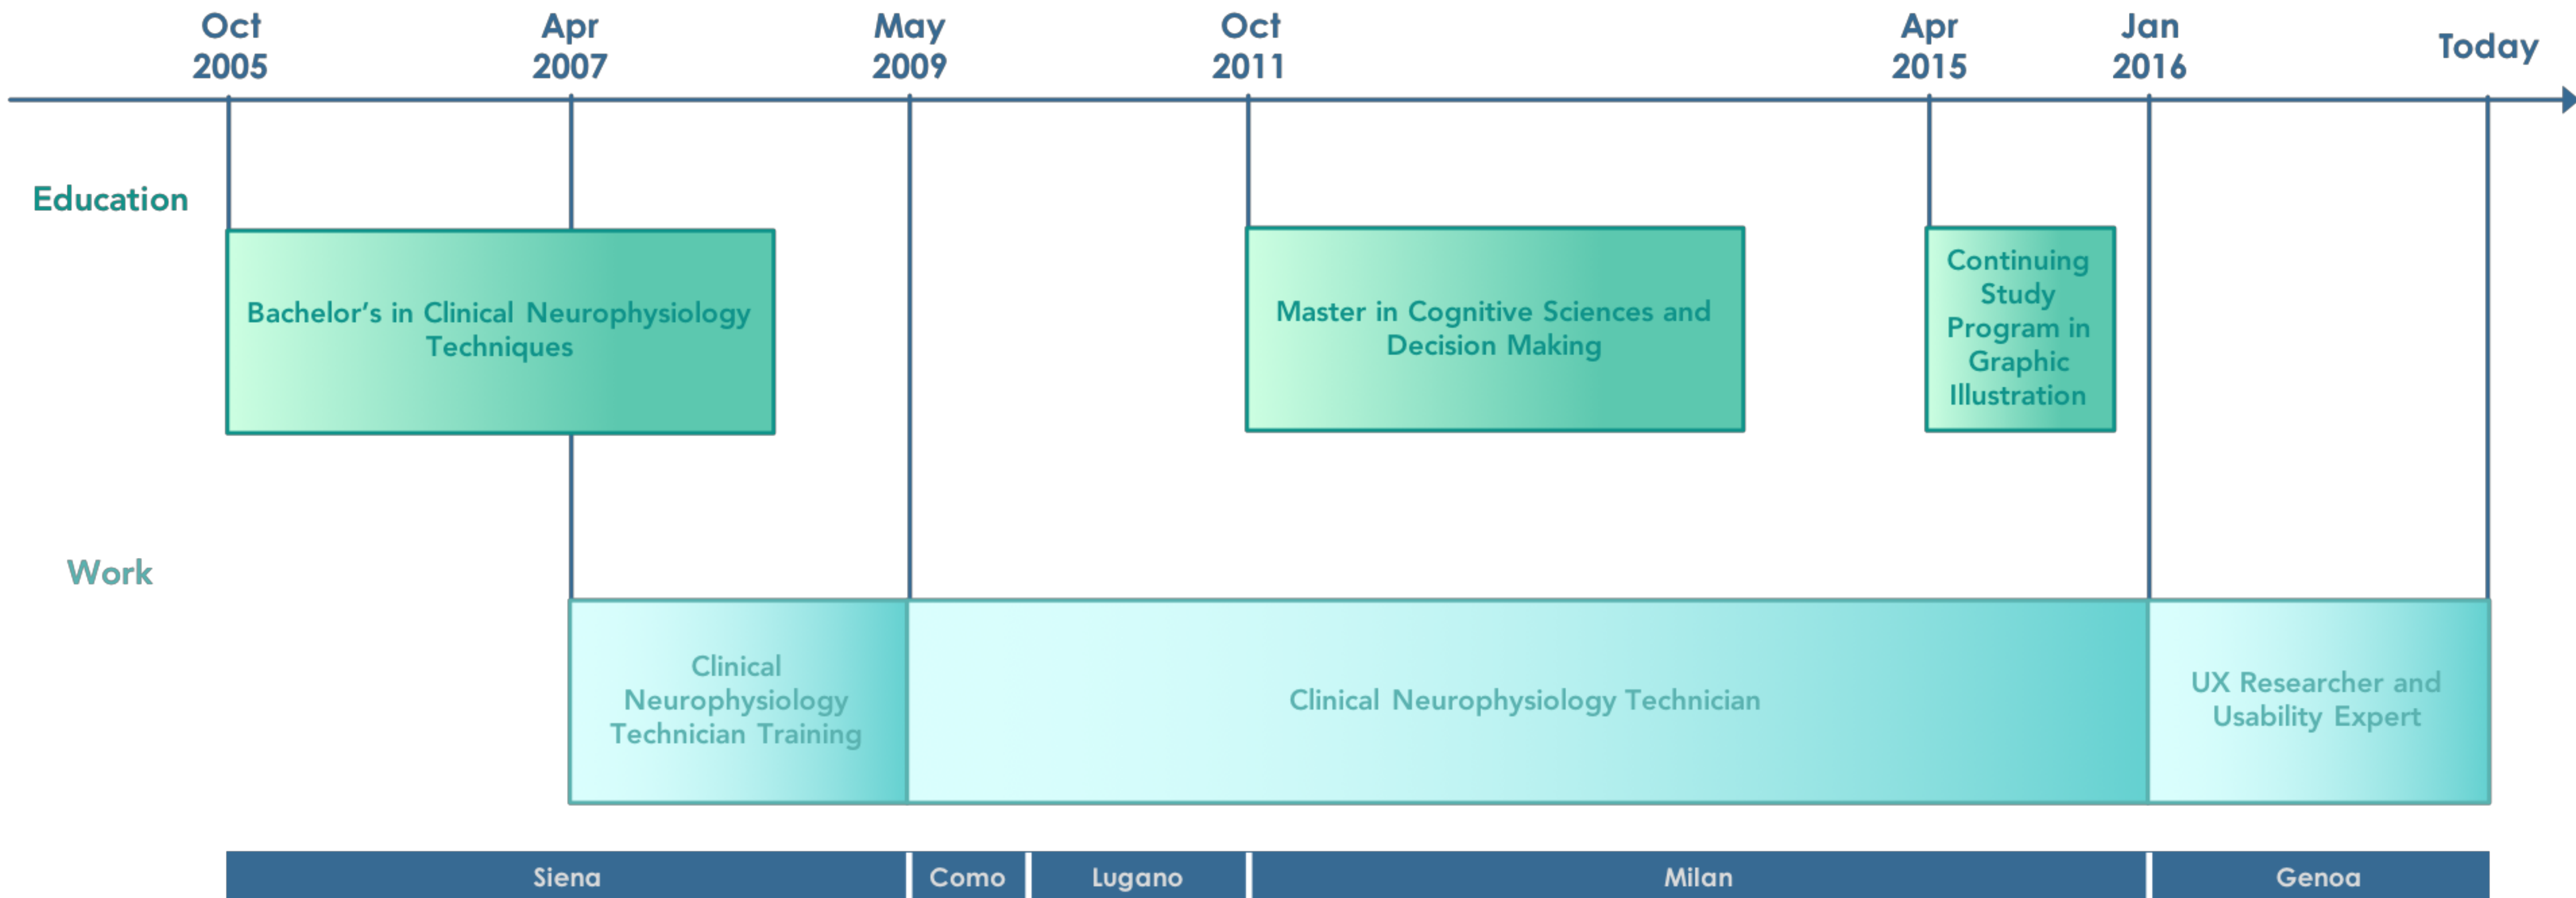 Oct
2005
Apr
2007
May
2009
Oct
2011
Apr
2015
Jan
2016
Today
Education
Bachelor’s in Clinical Neurophysiology
Techniques
Master in Cognitive Sciences and
Decision Making
Continuing
Study
Program in
Graphic
Illustration
Work
Clinical
Neurophysiology
Technician Training
Clinical Neurophysiology Technician
UX Researcher and
Usability Expert
Siena
Como
Lugano
Milan
Genoa